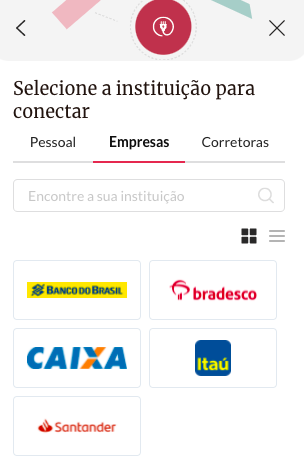 Selecione a instituição para
conectar
Pessoal Empresas Corretoras
Encontre a sua instituição
BANCO DO BRASIL bradesco
CAIXA Itaú
Santander